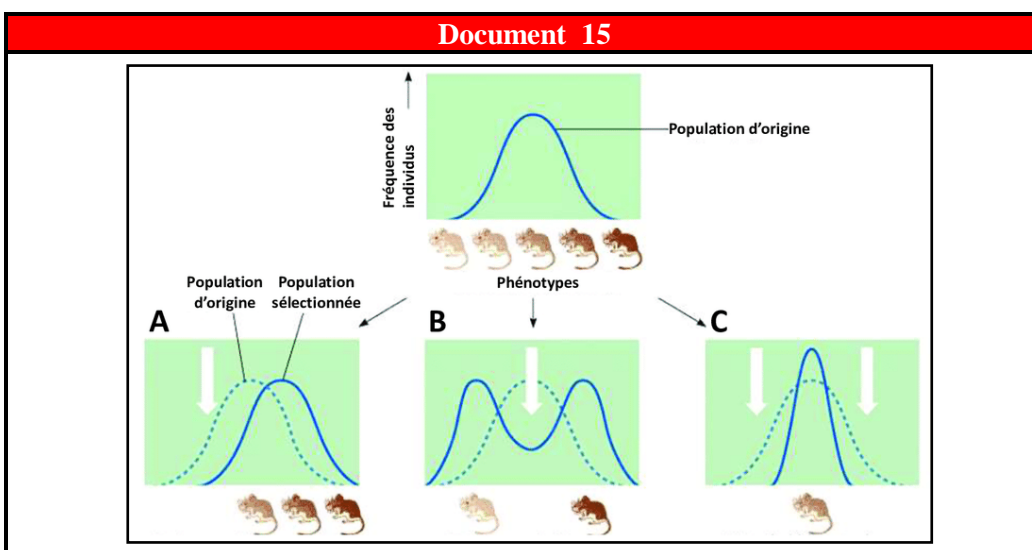 Document 15
Fréquence des
individus
Population d'origine
Phénotypes
Population
d'origine
Population
sélectionnée
A
B
C